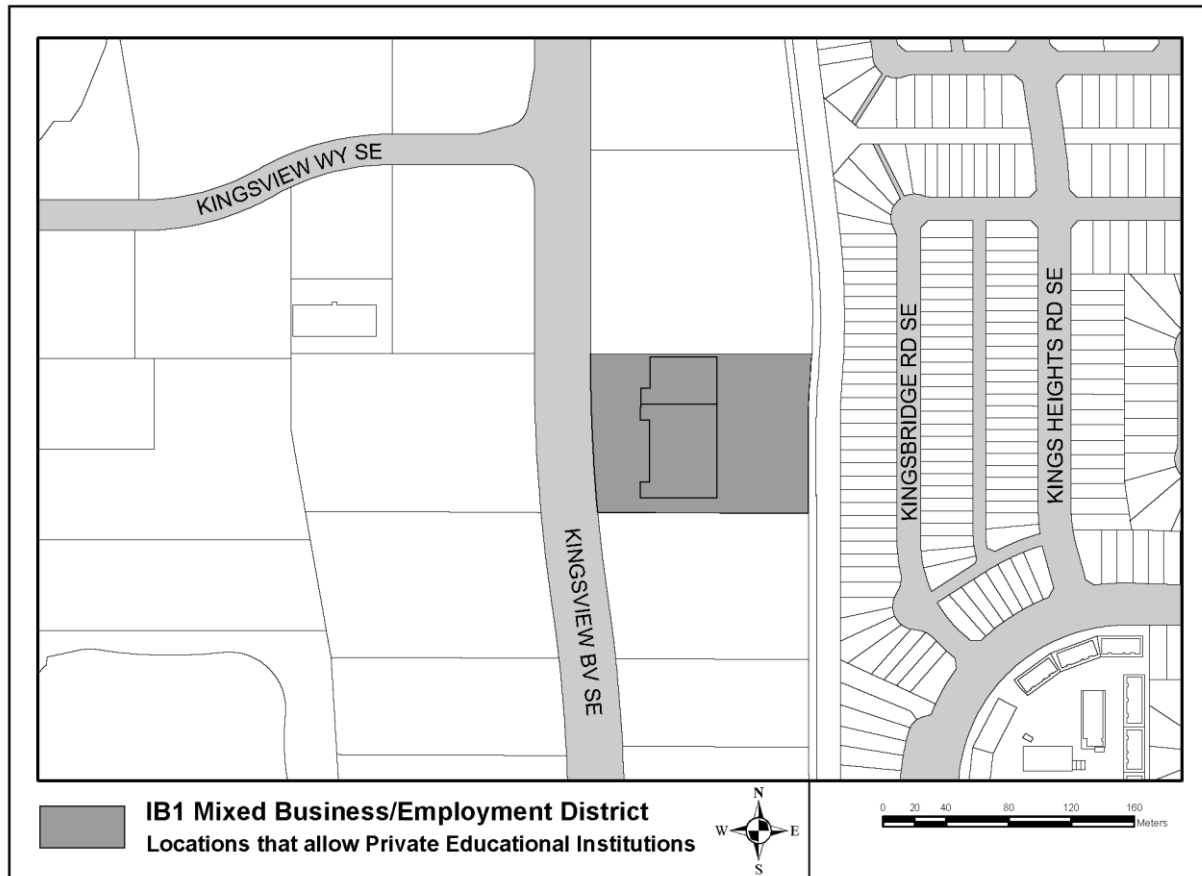 KINGSVIEW WY SE
KINGSBRIDGE RD SE
KINGS HEIGHTS RD SE
KINGSVIEW BV SE
IB1 Mixed Business/Employment District
Locations that allow Private Educational Institutions
N
W E
S
0 20 40 80 120 160
Meters